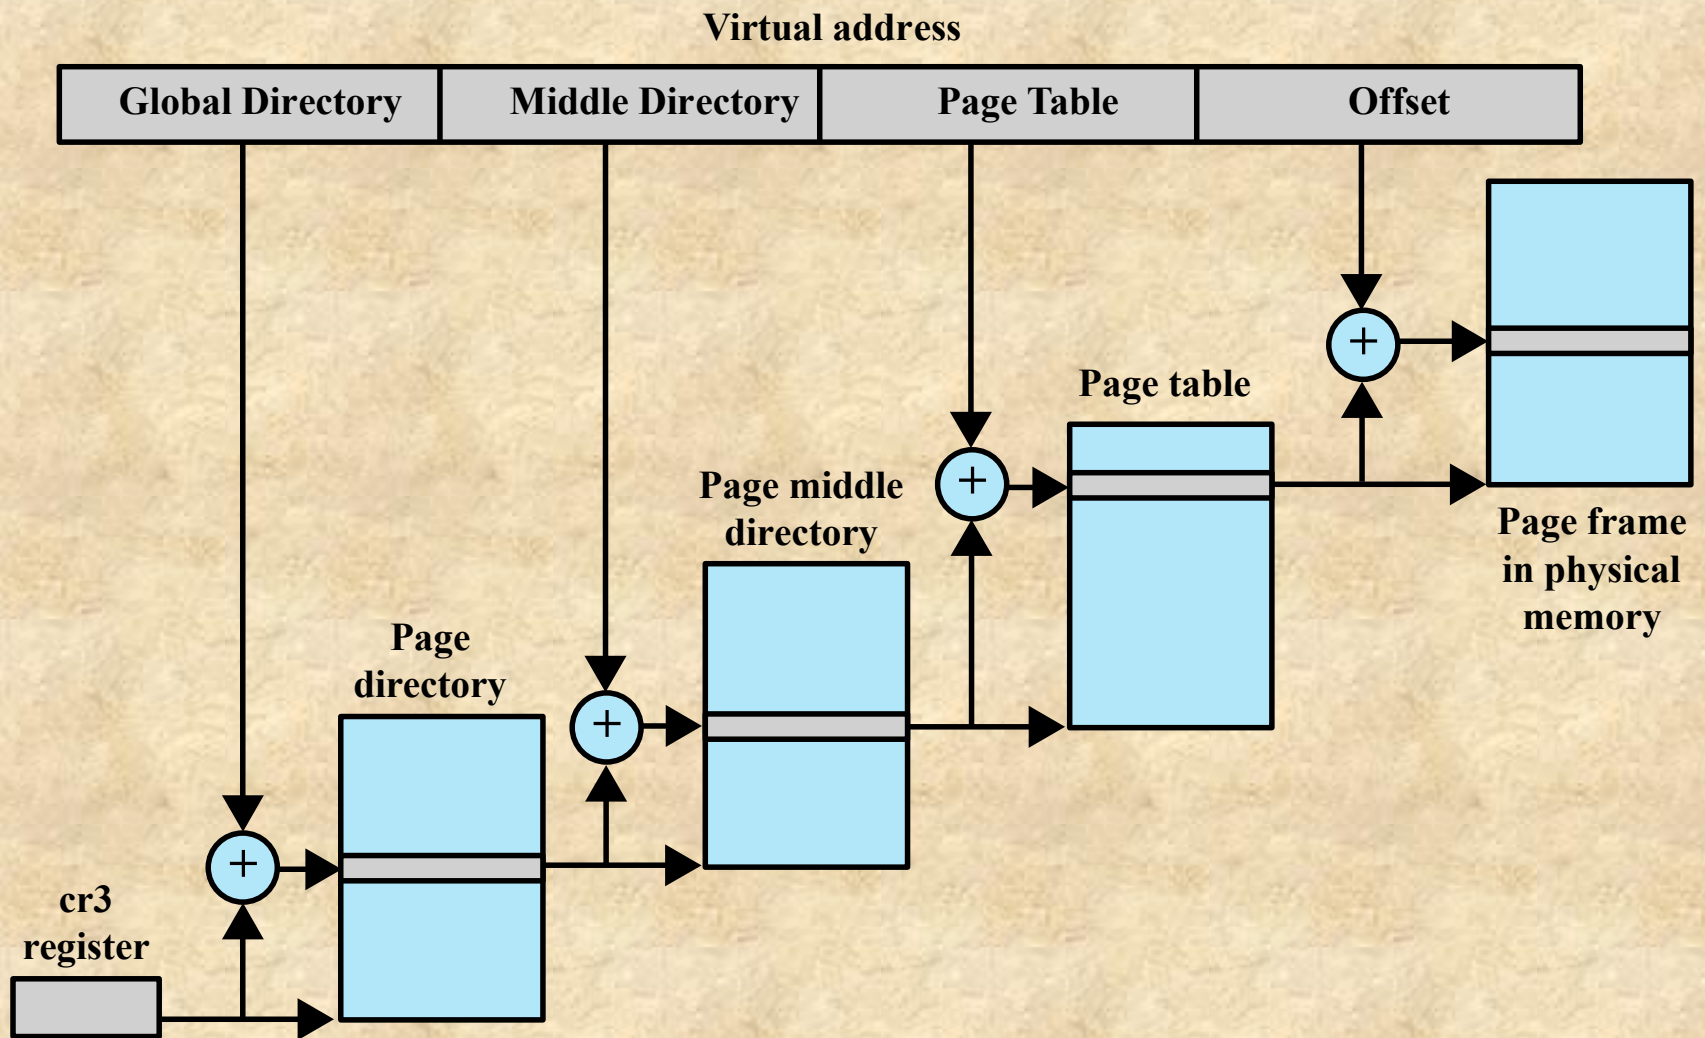 Virtual address
Global Directory
Middle Directory
Page Table
Offset
+
Page table
+
Page middle
directory
Page frame
in physical
memory
Page
directory
+
+
cr3
register